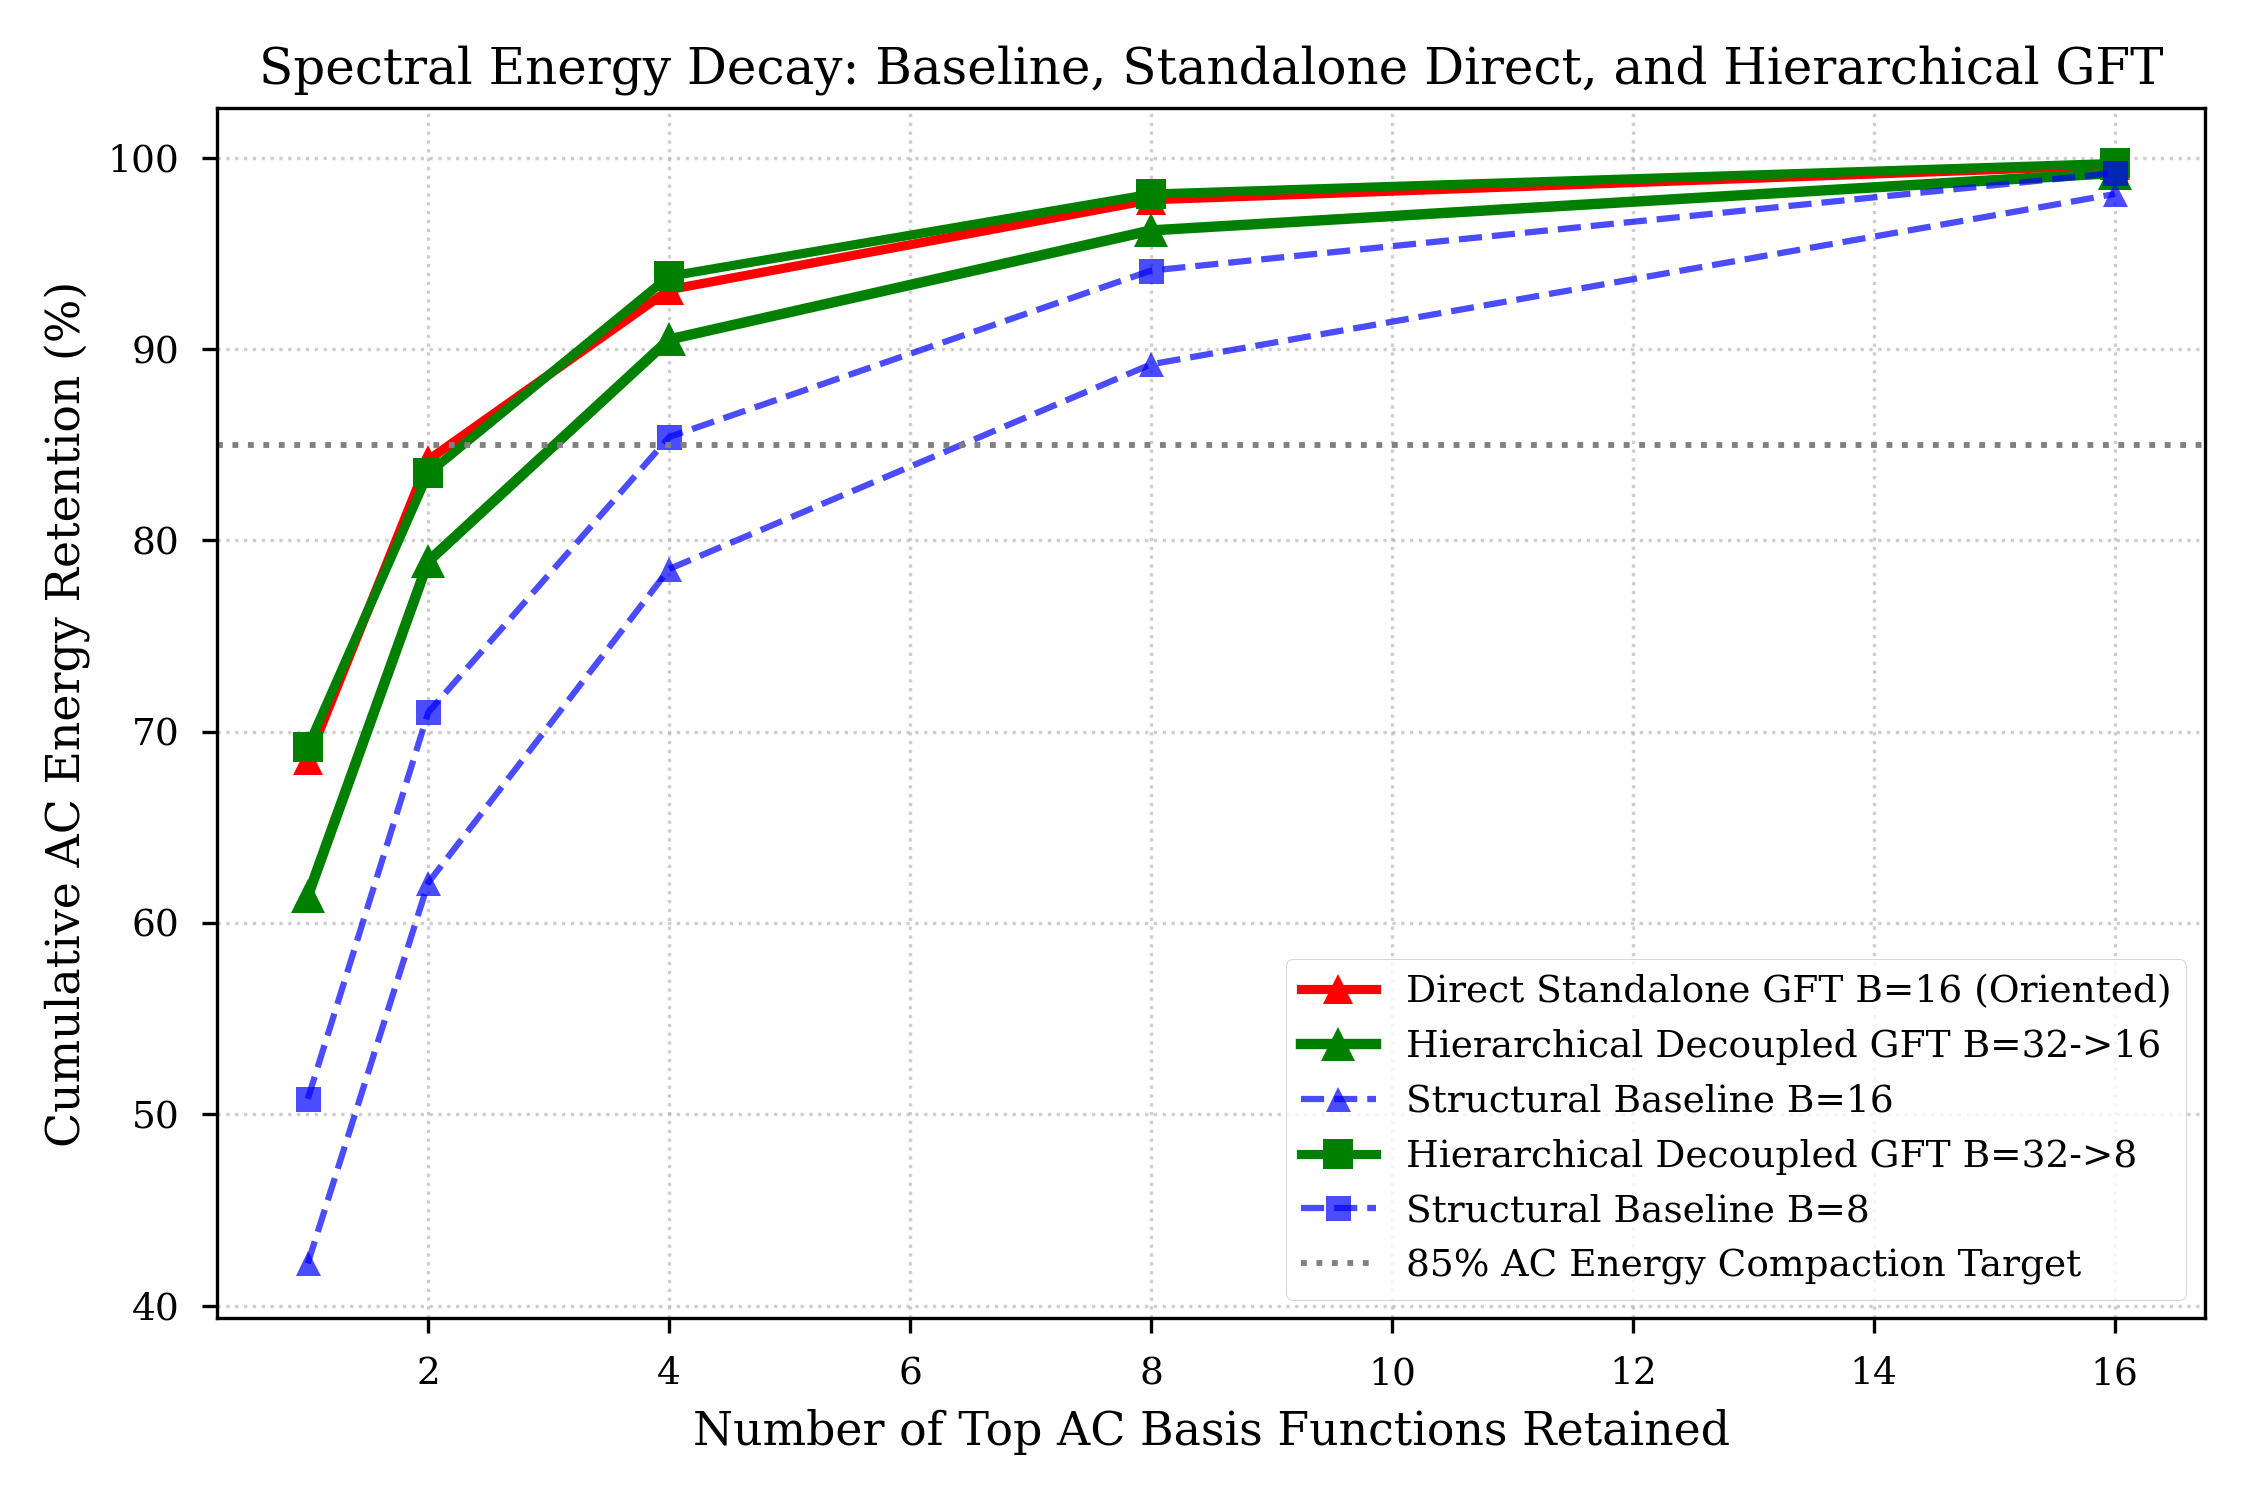 Spectral Energy Decay: Baseline, Standalone Direct, and Hierarchical GFT
Cumulative AC Energy Retention (%)
100
90
80
70
60
50
40
Direct Standalone GFT B=16 (Oriented)
Hierarchical Decoupled GFT B=32->16
Structural Baseline B=16
Hierarchical Decoupled GFT B=32->8
Structural Baseline B=8
85% AC Energy Compaction Target
2 4 6 8 10 12 14 16
Number of Top AC Basis Functions Retained